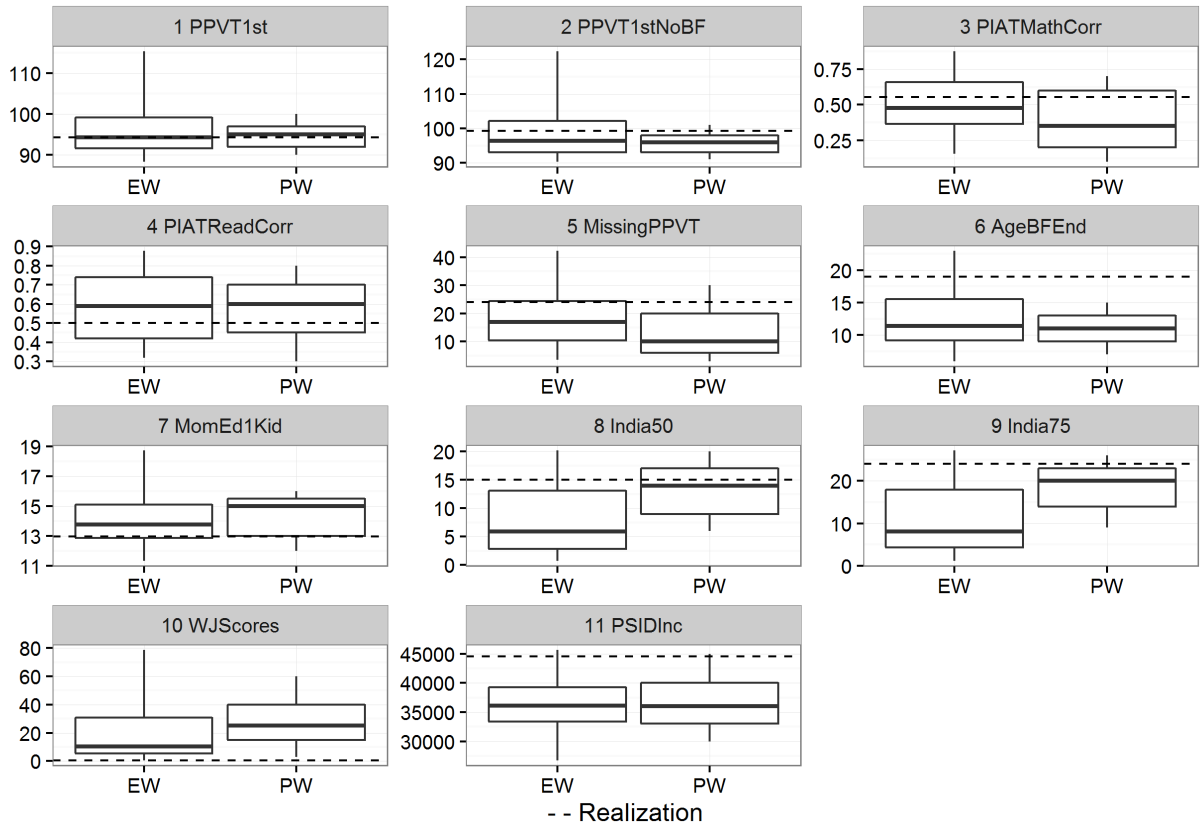 1 PPVT1st
2 PPVT1stNoBF
3 PIATMathCorr
110
100
90
120
110
100
90
0.75
0.50
0.25
EW PW
EW PW
EW PW
4 PIATReadCorr
5 MissingPPVT
6 AgeBFEnd
0.9
0.8
0.7
0.6
0.5
0.4
0.3
40
30
20
10
20
15
10
EW PW
EW PW
EW PW
7 MomEd1Kid
8 India50
9 India75
19
17
15
13
11
20
15
10
5
0
20
10
0
EW PW
EW PW
EW PW
10 WJScores
11 PSIDInc
80
60
40
20
0
45000
40000
35000
30000
EW PW
EW PW
Realization